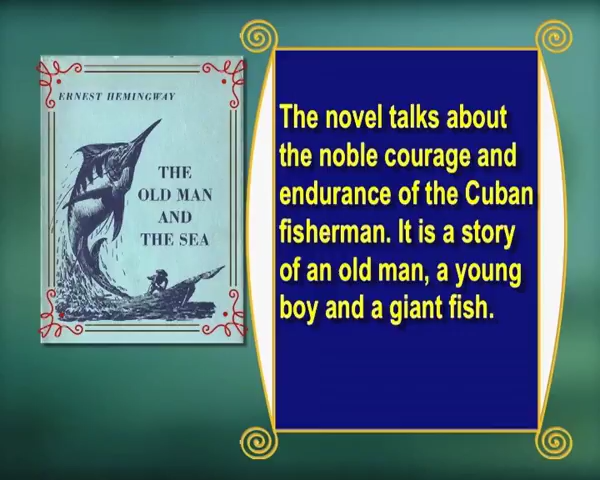 ERNEST HEMINGWAY
THE
OLD MAN
AND
THE SEA
The novel talks about
the noble courage and
endurance of the Cuban
fisherman. It is a story
of an old man, a young
boy and a giant fish.